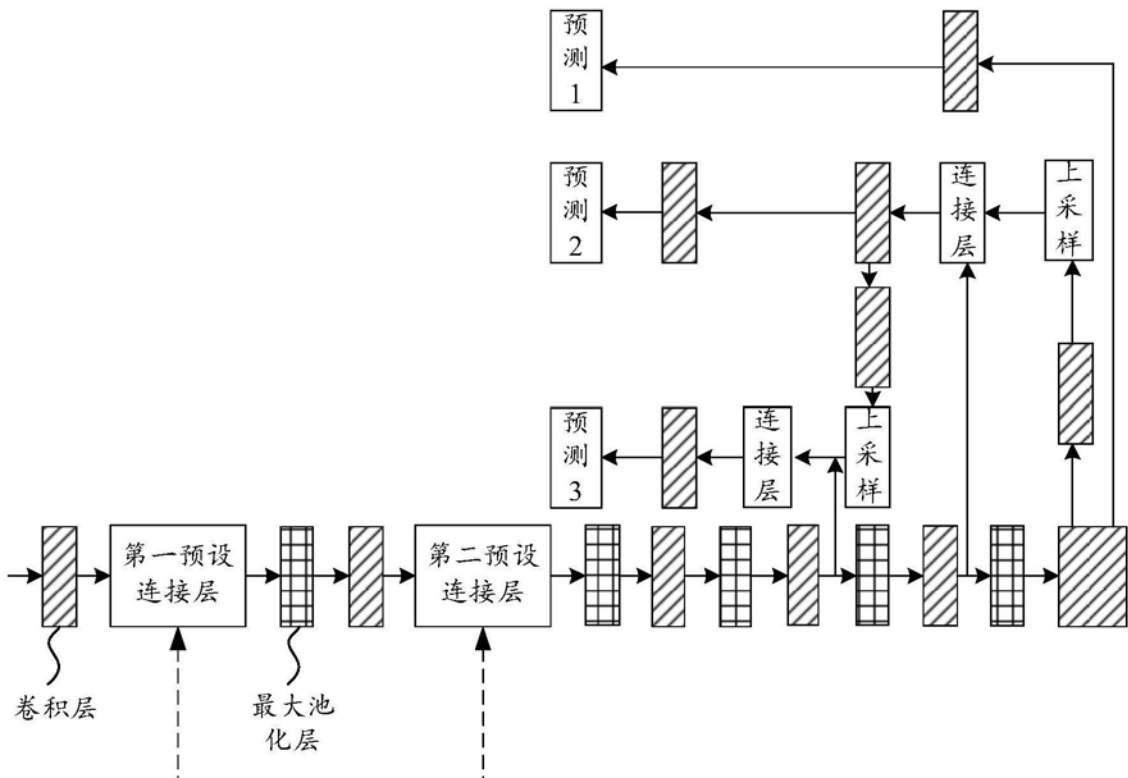 预测1
预测2
连接层
上采样
预测3
连接层
上采样
第一预设
连接层
第二预设
连接层
卷积层
最大池
化层